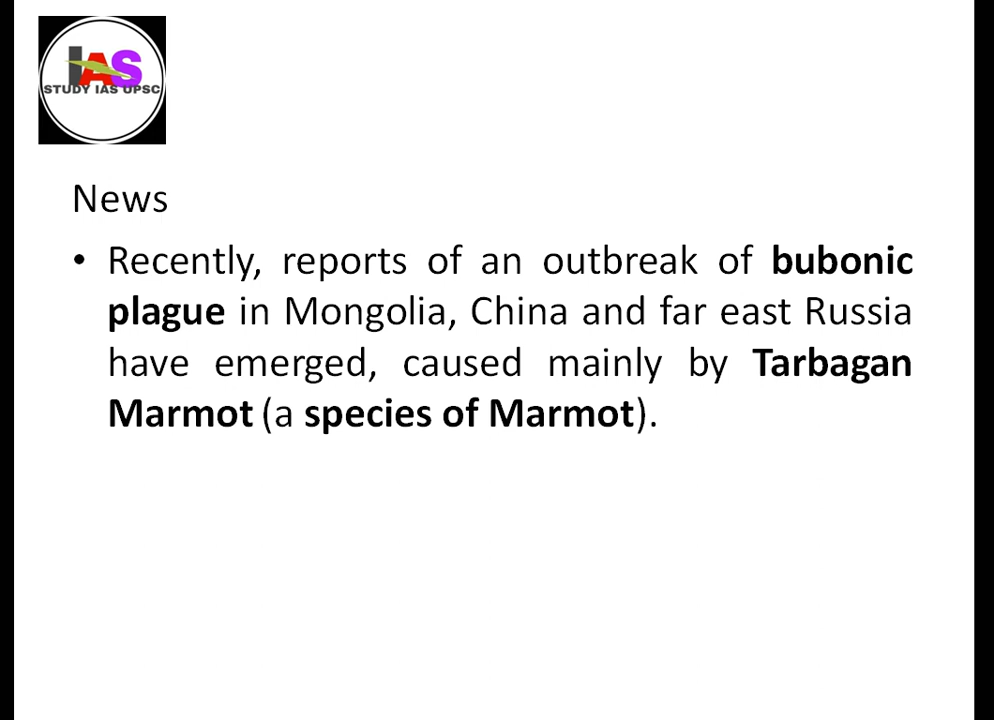 IAS
STUDY IAS UPSC
News
• Recently, reports of an outbreak of bubonic
plague in Mongolia, China and far east Russia
have emerged, caused mainly by Tarbagan
Marmot (a species of Marmot).